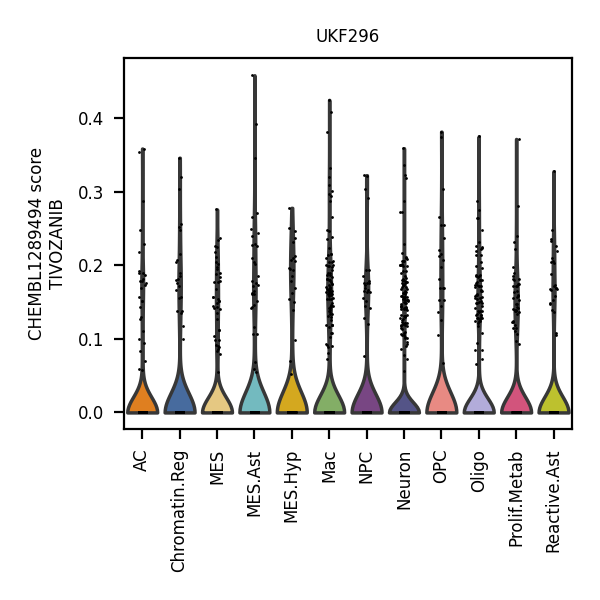 UKF296
CHEMBL1289494 score
TIVOZANIB
0.4
0.3
0.2
0.1
0.0
AC
Chromatin.Reg
MES
MES.Ast
MES.Hyp
Mac
NPC
Neuron
OPC
Oligo
Prolif.Metab
Reactive.Ast